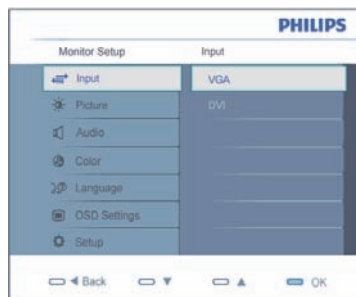 PHILIPS
Monitor Setup Input
Input VGA
Picture DVI
Audio
Color
Language
OSD Settings
Setup
Back OK